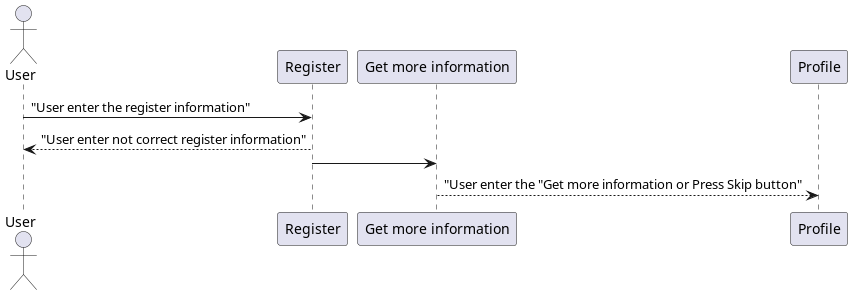 User
Register
Get more information
Profile
"User enter the register information"
"User enter not correct register information"
"User enter the "Get more information or Press Skip button"
User
Register
Get more information
Profile